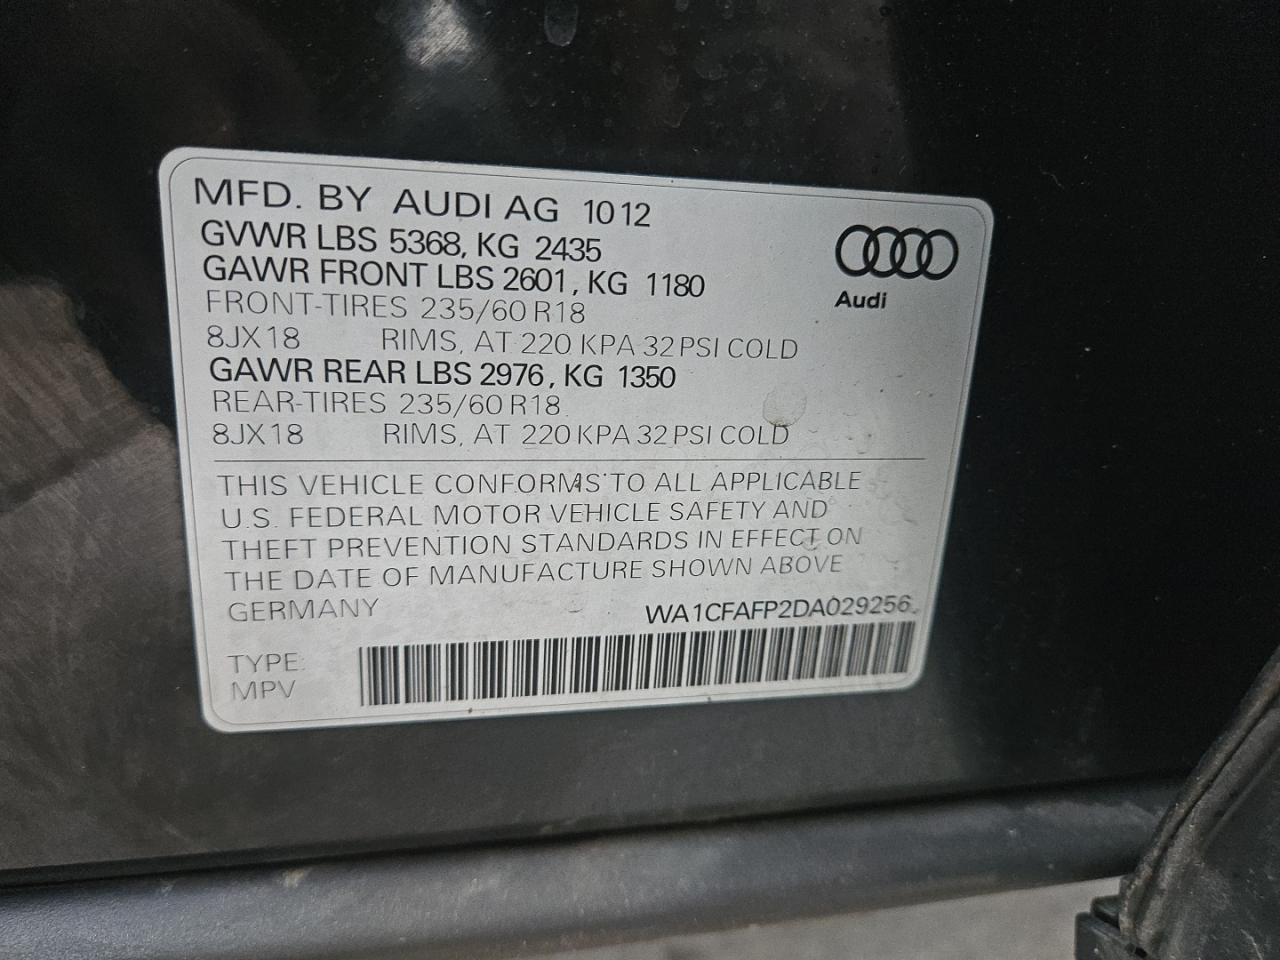 MFD. BY AUDI AG 1012
GVWR LBS 5368, KG 2435
GAWR FRONT LBS 2601, KG 1180
FRONT-TIRES 235/60 R18
8JX18 RIMS, AT 220 KPA 32 PSI COLD
GAWR REAR LBS 2976, KG 1350
REAR-TIRES 235/60 R18
8JX18 RIMS, AT 220 KPA 32 PSI COLD
Audi
THIS VEHICLE CONFORMS TO ALL APPLICABLE
U.S. FEDERAL MOTOR VEHICLE SAFETY AND
THEFT PREVENTION STANDARDS IN EFFECT ON
THE DATE OF MANUFACTURE SHOWN ABOVE
GERMANY WA1CFAFP2DA029256
TYPE:
MPV